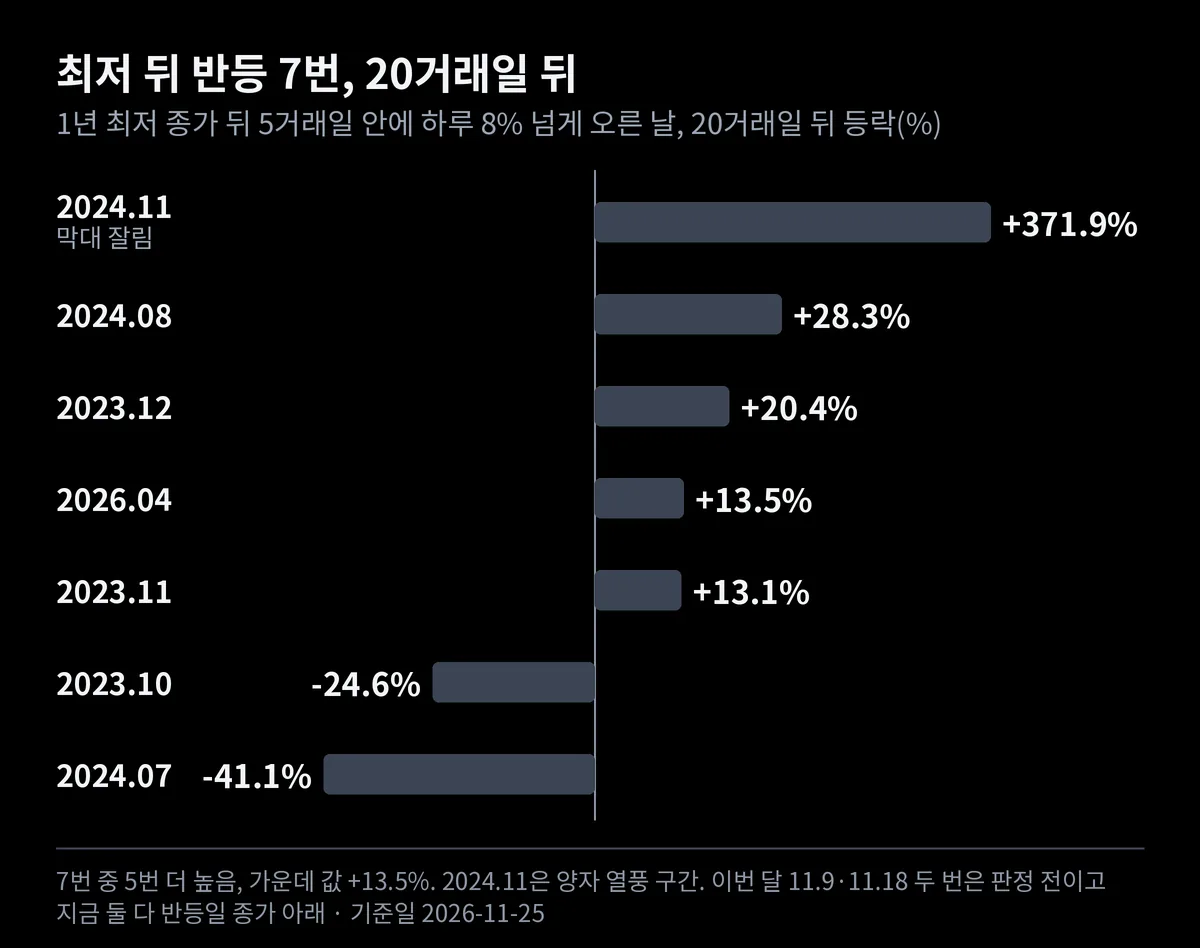 최저 뒤 반등 7번, 20거래일 뒤
1년 최저 종가 뒤 5거래일 안에 하루 8% 넘게 오른 날, 20거래일 뒤 등락(%)
2024.11
막대 잘림
+371.9%
2024.08
+28.3%
2023.12
+20.4%
2026.04
+13.5%
2023.11
+13.1%
2023.10
-24.6%
2024.07
-41.1%
7번 중 5번 더 높음, 가운데 값 +13.5%. 2024.11은 양자 열풍 구간. 이번 달 11.9·11.18 두 번은 판정 전이고
지금 둘 다 반등일 종가 아래 · 기준일 2026-11-25